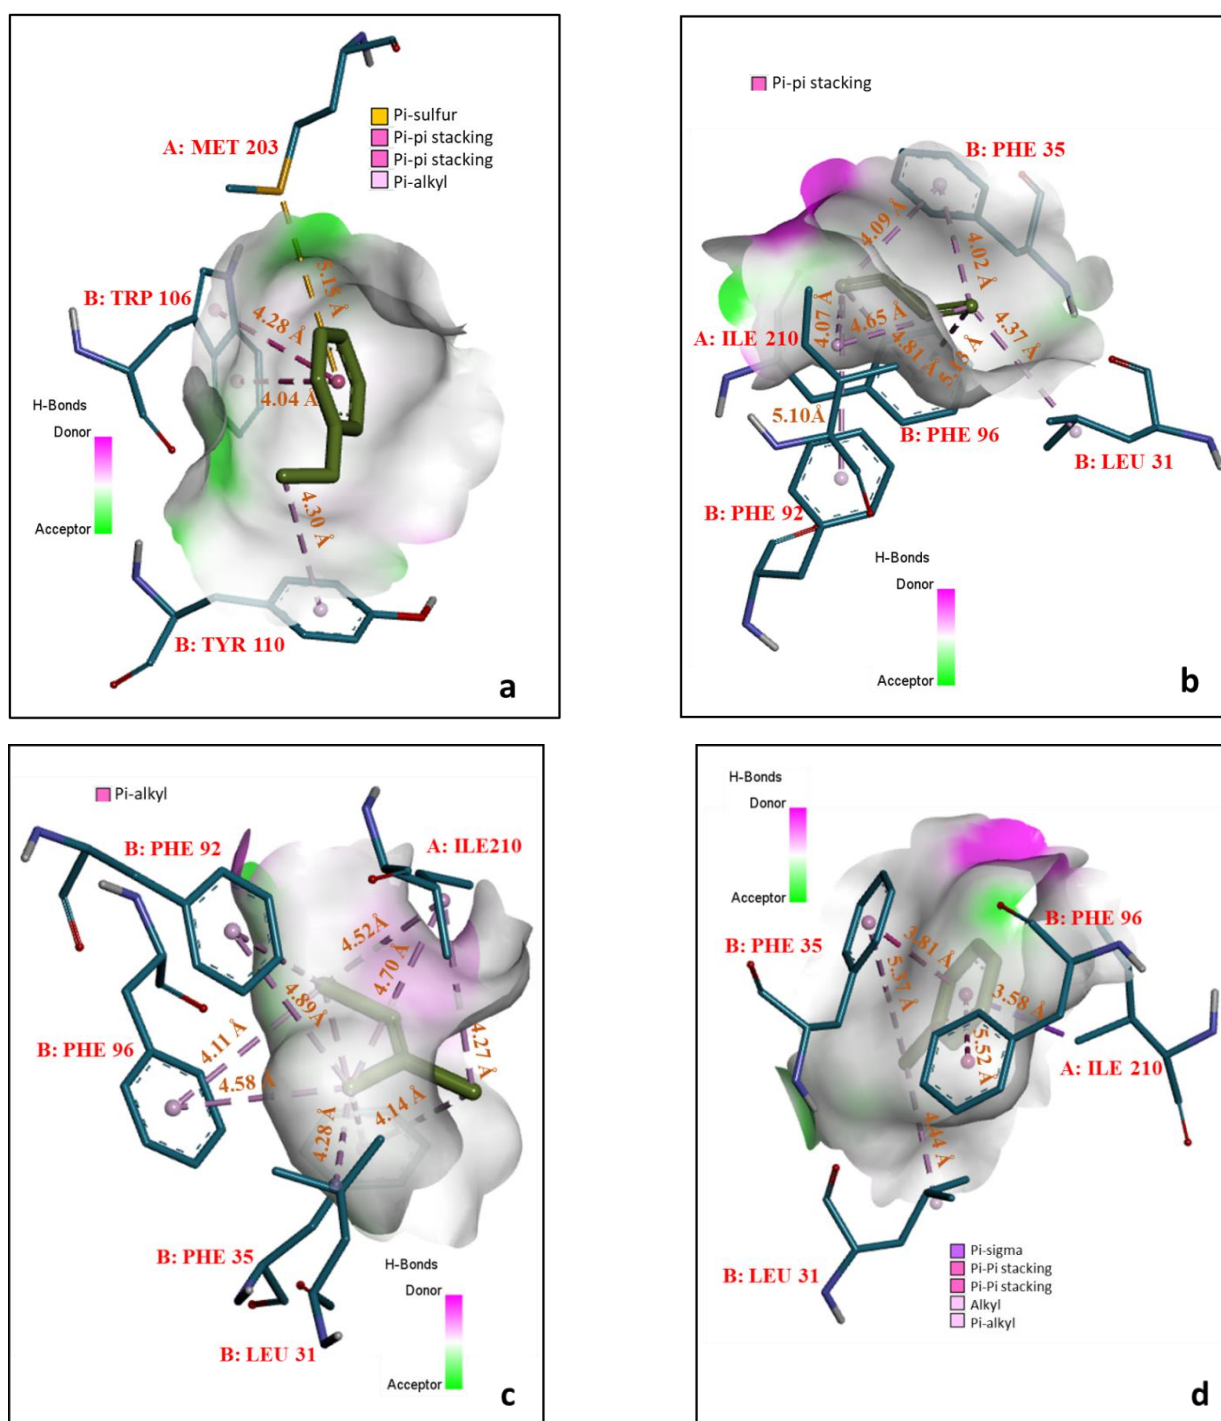 A: MET 203
Pi-sulfur
Pi-pi stacking
Pi-pi stacking
Pi-alkyl
B: TRP 106
5.15 Å
4.28 Å
4.04 Å
H-Bonds
Donor
Acceptor
4.30 Å
B: TYR 110
a
Pi-pi stacking
B: PHE 35
4.09 Å
4.02 Å
4.07 Å
4.65 Å
4.81 Å
4.37 Å
A: ILE 210
5.10Å
B: PHE 96
B: LEU 31
B: PHE 92
H-Bonds
Donor
Acceptor
b
Pi-alkyl
B: PHE 92
A: ILE210
4.52Å
4.70 Å
4.89Å
4.11 Å
B: PHE 96
4.58 Å
4.27 Å
4.28 Å
4.14 Å
B: PHE 35
H-Bonds
Donor
B: LEU 31
Acceptor
c
H-Bonds
Donor
Acceptor
B: PHE 96
B: PHE 35
3.81 Å
5.37 Å
3.58 Å
5.52 Å
A: ILE 210
4.44 Å
B: LEU 31
Pi-sigma
Pi-Pi stacking
Pi-Pi stacking
Alkyl
Pi-alkyl
d